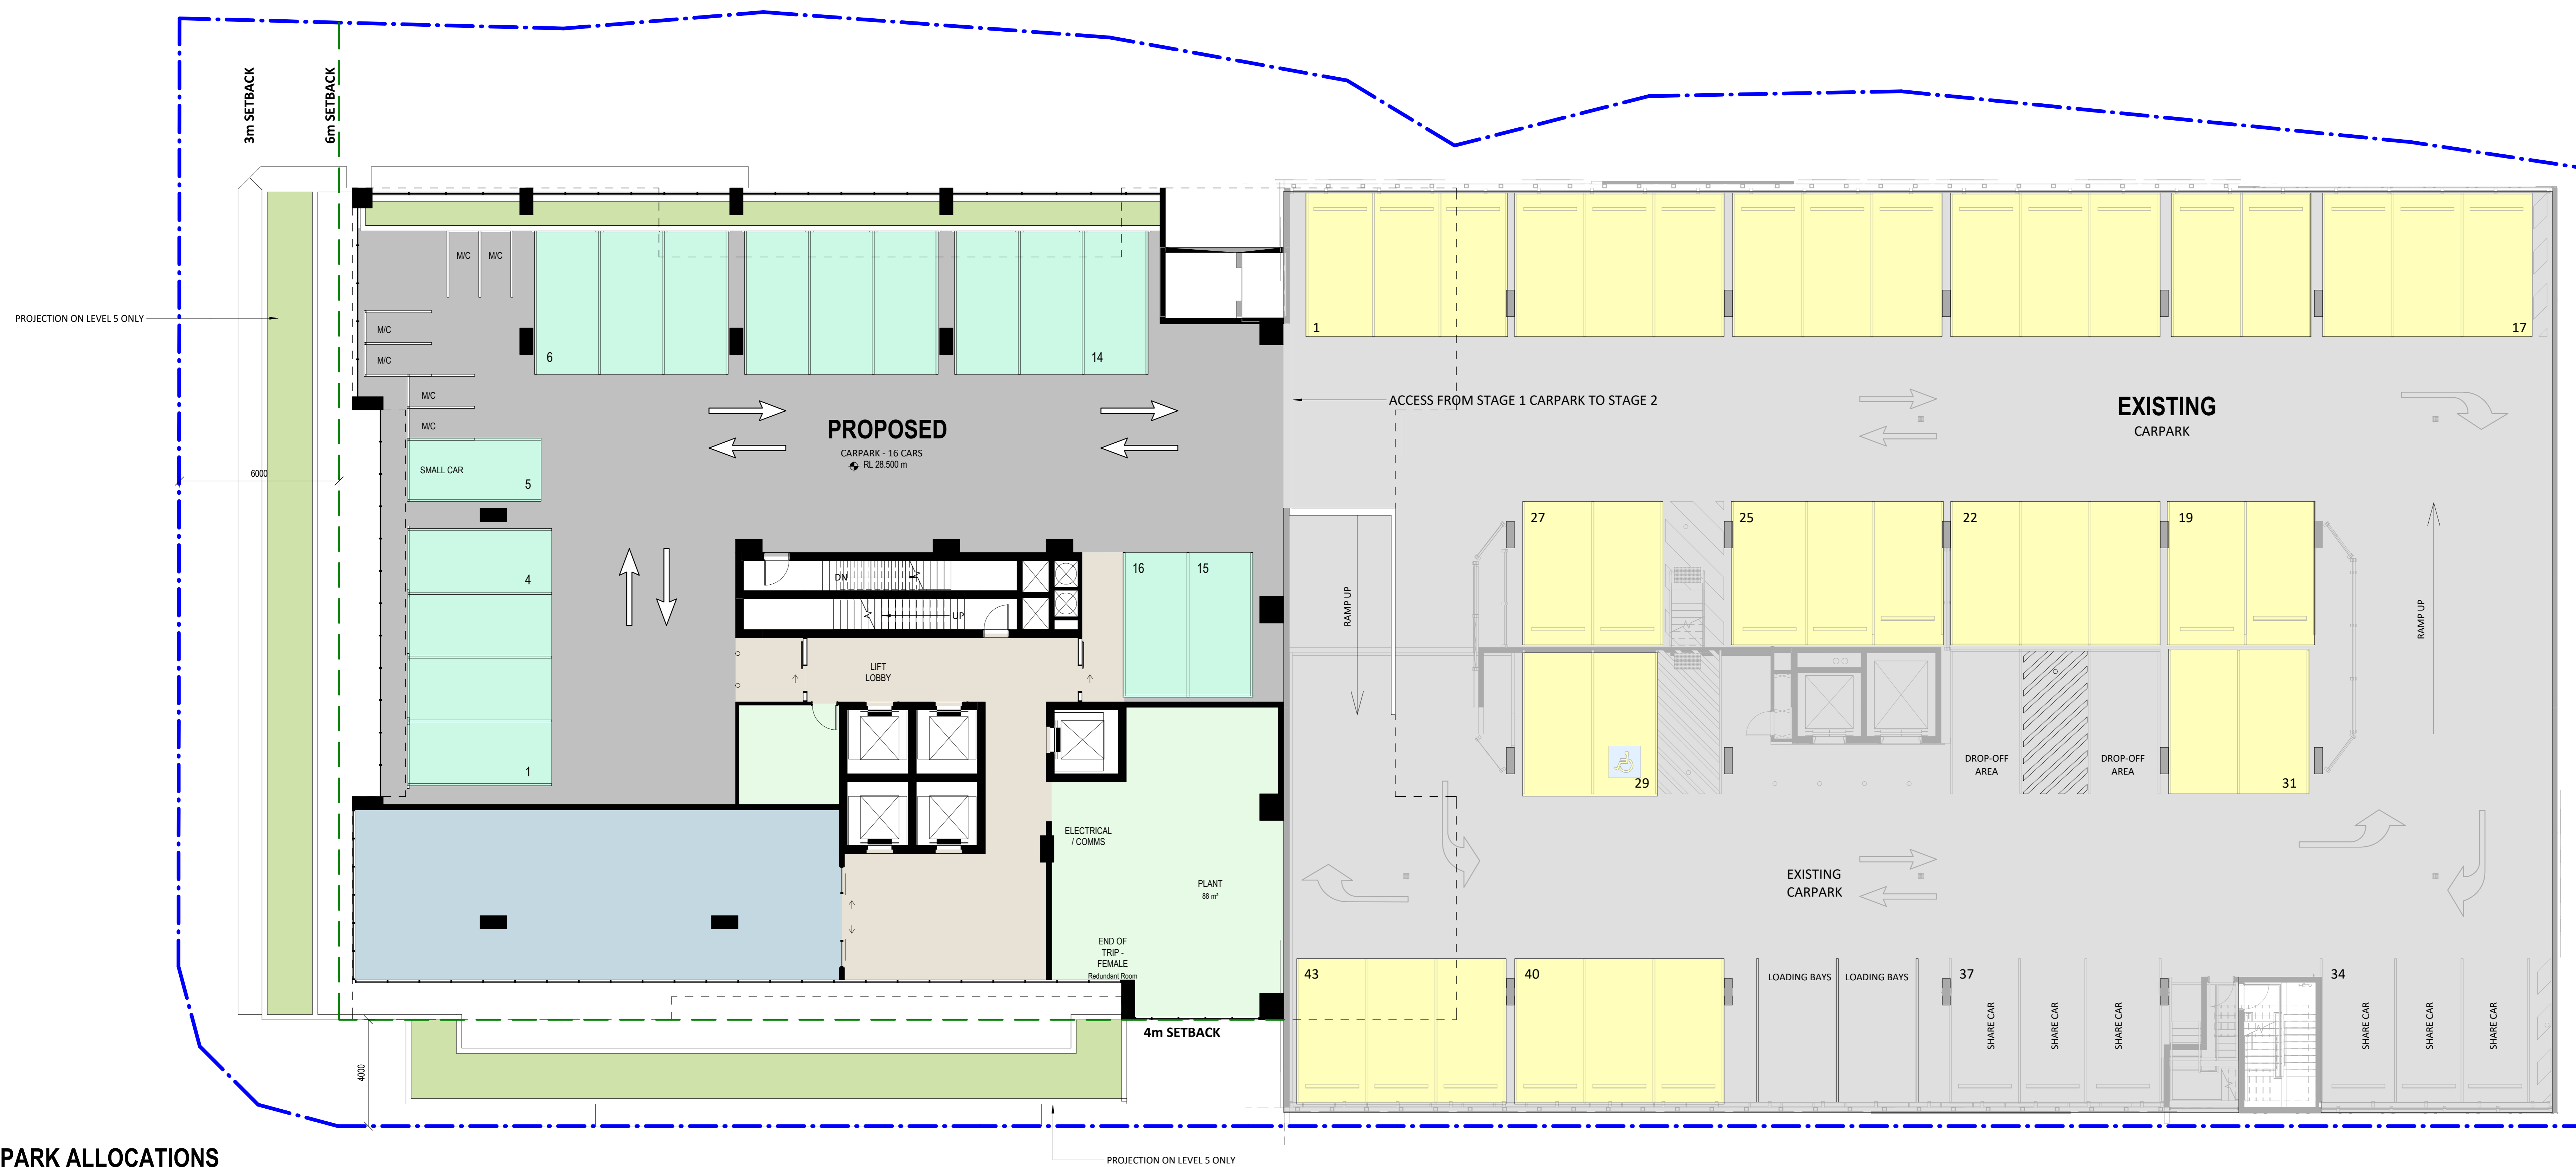 3m SETBACK
6m SETBACK
PROJECTION ON LEVEL 5 ONLY
M/C
M/C
M/C
M/C
M/C
M/C
6
14
1
17
ACCESS FROM STAGE 1 CARPARK TO STAGE 2
PROPOSED
CARPARK - 16 CARS
RL 28.500 m
EXISTING
CARPARK
SMALL CAR
5
6000
27
25
22
19
4
16
15
DN
UP
RAMP UP
RAMP UP
LIFT
LOBBY
1
29
DROP-OFF
AREA
DROP-OFF
AREA
31
ELECTRICAL
/ COMMS
PLANT
88 m²
EXISTING
CARPARK
END OF
TRIP -
FEMALE
Redundant Room
43
40
LOADING BAYS
LOADING BAYS
37
34
SHARE CAR
SHARE CAR
SHARE CAR
SHARE CAR
SHARE CAR
SHARE CAR
4m SETBACK
4000
PARK ALLOCATIONS
PROJECTION ON LEVEL 5 ONLY